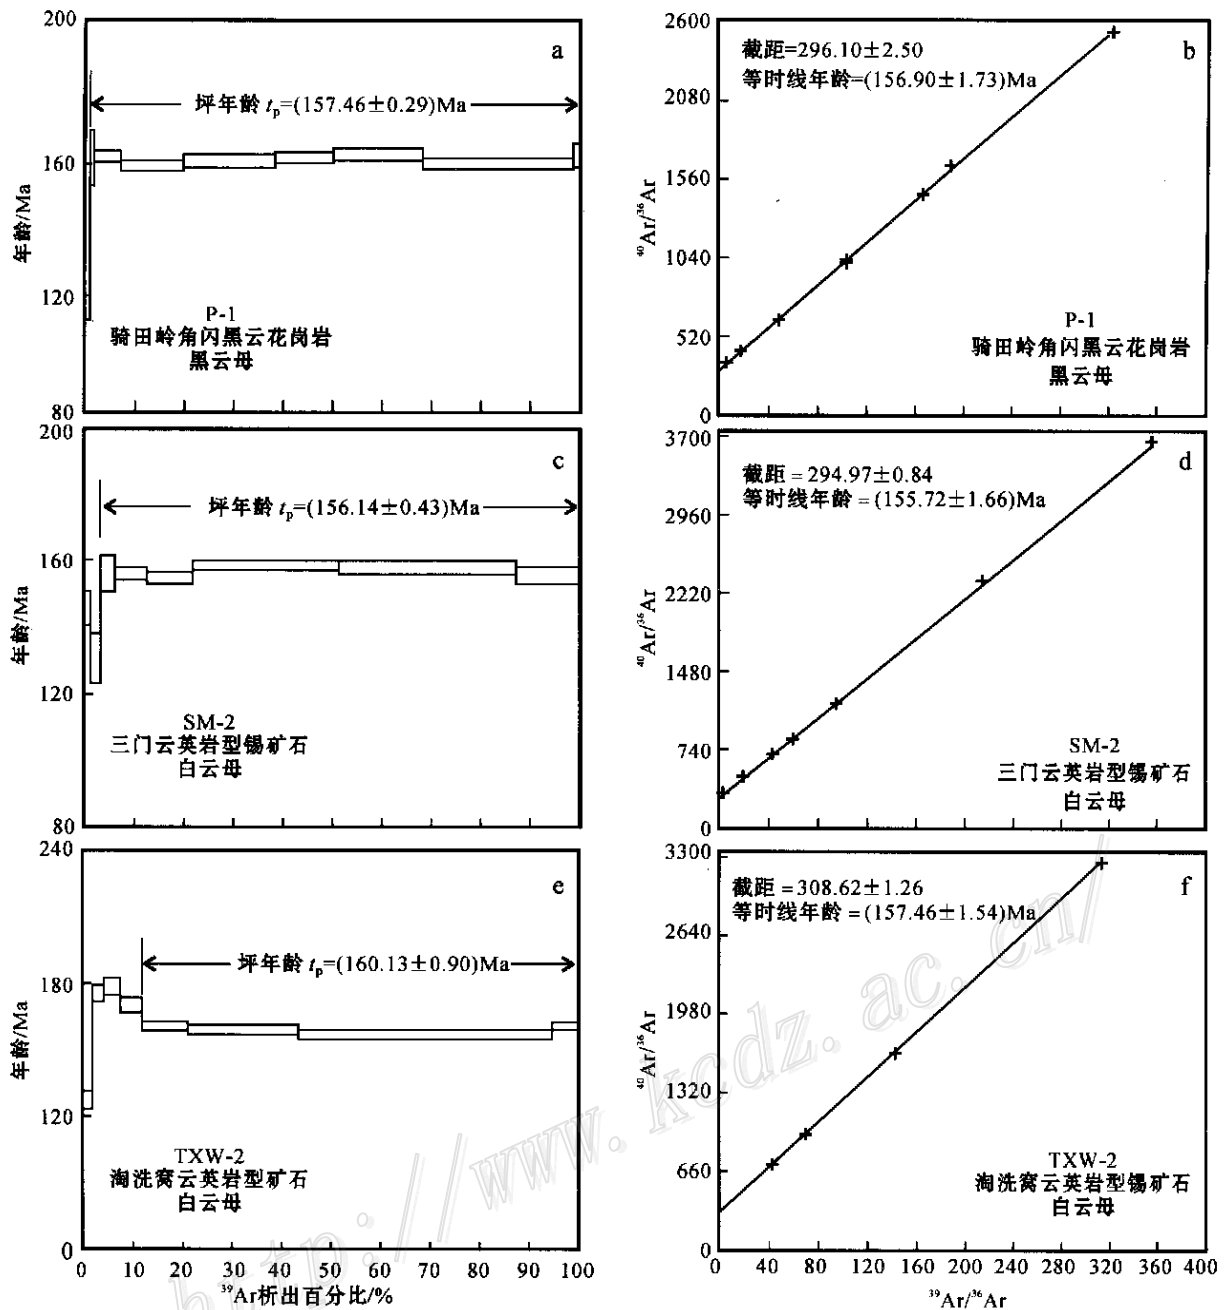 200
160
120
80
年龄/Ma
a
坪年龄 tp=(157.46±0.29)Ma
P-1
骑田岭角闪黑云花岗岩
黑云母
2600
2080
1560
1040
520
0
⁴⁰Ar/³⁶Ar
b
截距=296.10±2.50
等时线年龄=(156.90±1.73)Ma
P-1
骑田岭角闪黑云花岗岩
黑云母
200
160
120
80
年龄/Ma
c
坪年龄 tp=(156.14±0.43)Ma
SM-2
三门云英岩型锡矿石
白云母
3700
2960
2220
1480
740
0
⁴⁰Ar/³⁶Ar
d
截距=294.97±0.84
等时线年龄=(155.72±1.66)Ma
SM-2
三门云英岩型锡矿石
白云母
240
180
120
0
年龄/Ma
e
坪年龄 tp=(160.13±0.90)Ma
TXW-2
淘洗窝云英岩型矿石
白云母
0 10 20 30 40 50 60 70 80 90 100
³⁹Ar析出百分比/%
3300
2640
1980
1320
660
0
⁴⁰Ar/³⁶Ar
f
截距=308.62±1.26
等时线年龄=(157.46±1.54)Ma
TXW-2
淘洗窝云英岩型锡矿石
白云母
0 40 80 120 160 200 240 280 320 360 400
³⁹Ar/³⁶Ar
http://www.kcdz.ac.cn/